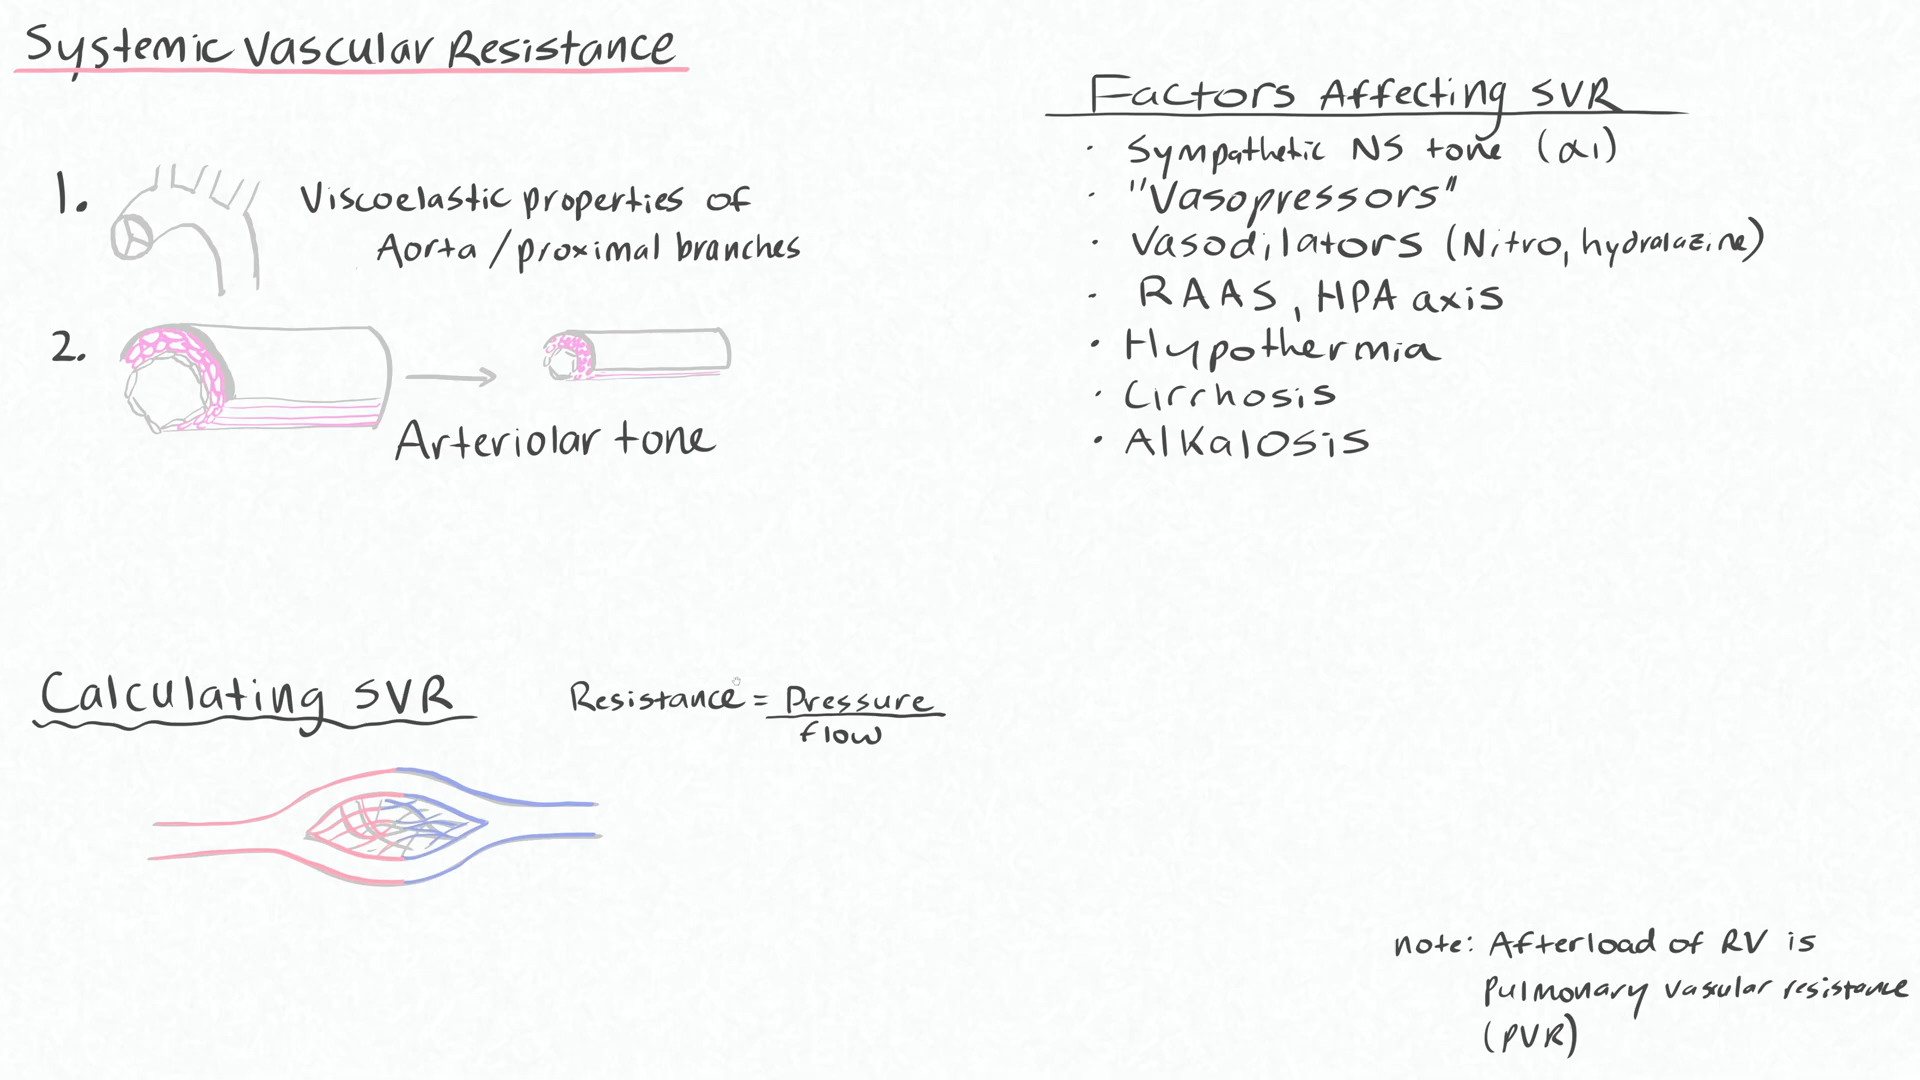 Systemic Vascular Resistance
1. Viscoelastic properties of
Aorta / proximal branches
2.
Arteriolar tone
Factors Affecting SVR
· Sympathetic NS tone (α1)
· "Vasopressors"
· Vasodilators (Nitro, hydralazine)
· RAAS, HPA axis
· Hypothermia
· Cirrhosis
· Alkalosis
Calculating SVR
Resistance = Pressure
flow
note: Afterload of RV is
Pulmonary vascular resistance
(PVR)